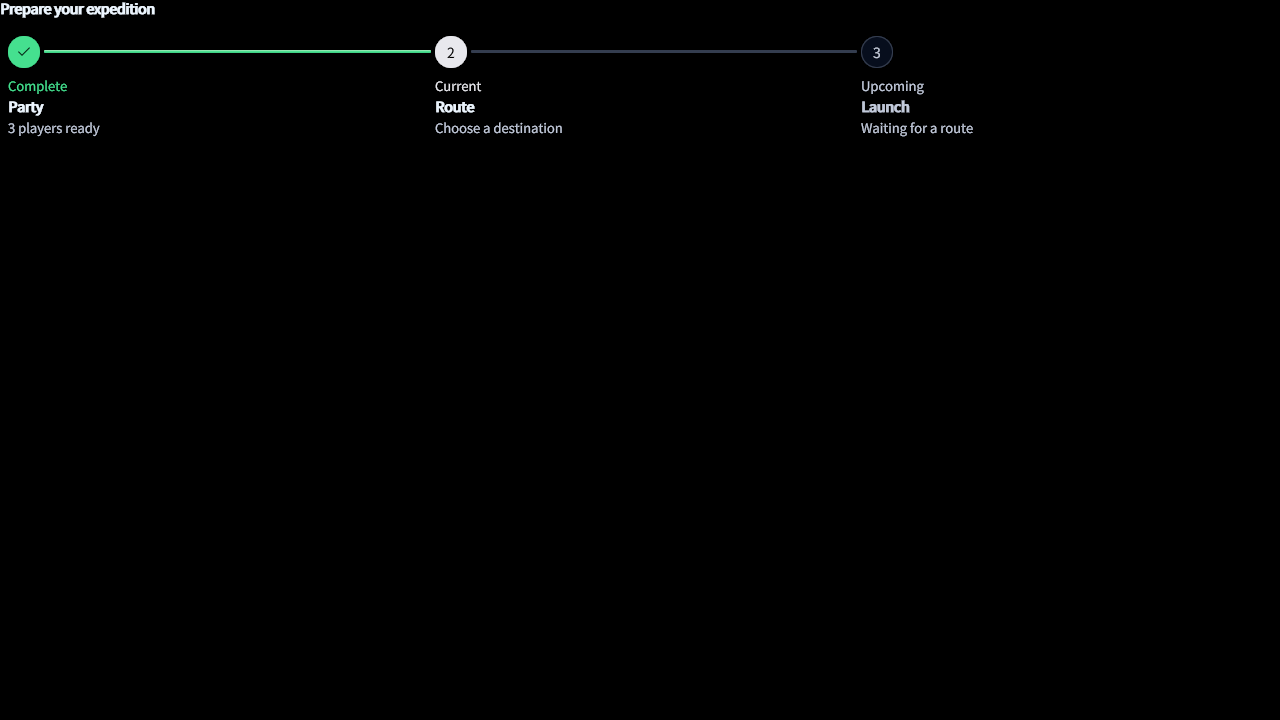 Prepare your expedition
2
3
Complete
Current
Upcoming
Party
Route
Launch
3 players ready
Choose a destination
Waiting for a route